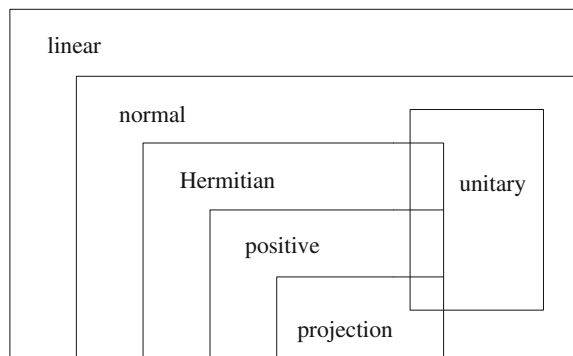 linear
normal
Hermitian
unitary
positive
projection